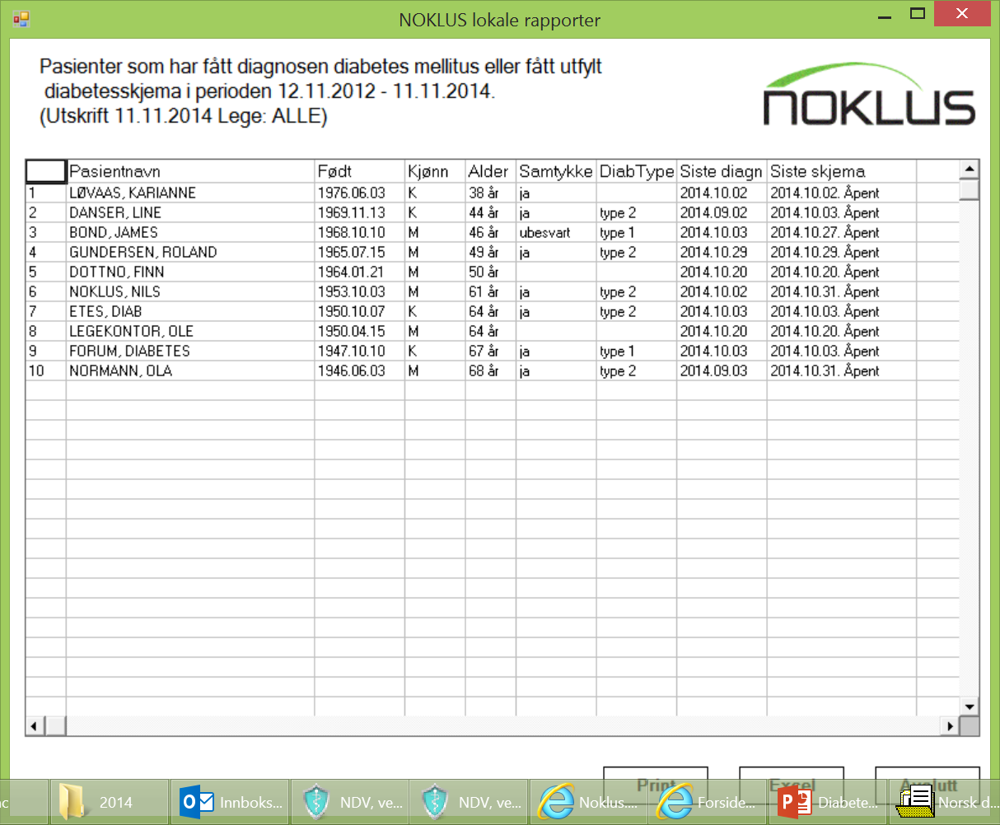 NOKLUS lokale rapporter
Pasienter som har fått diagnosen diabetes mellitus eller fått utfylt
diabetesskjema i perioden 12.11.2012 - 11.11.2014.
(Utskrift 11.11.2014 Lege: ALLE)
NOKLUS
Pasientnavn Født Kjønn Alder Samtykke DiabType Siste diagn Siste skjema
1 LØVAAS, KARIANNE 1976.06.03 K 38 år ja 2014.10.02 2014.10.02. Åpent
2 DANSER, LINE 1969.11.13 K 44 år ja type 2 2014.09.02 2014.10.03. Åpent
3 BOND, JAMES 1968.10.10 M 46 år ubesvart type 1 2014.10.03 2014.10.27. Åpent
4 GUNDERSEN, ROLAND 1965.07.15 M 49 år ja type 2 2014.10.29 2014.10.29. Åpent
5 DOTTNO, FINN 1964.01.21 M 50 år 2014.10.20 2014.10.20. Åpent
6 NOKLUS, NILS 1953.10.03 M 61 år ja type 2 2014.10.02 2014.10.31. Åpent
7 ETES, DIAB 1950.10.07 K 64 år ja type 2 2014.10.03 2014.10.03. Åpent
8 LEGEKONTOR, OLE 1950.04.15 M 64 år 2014.10.20 2014.10.20. Åpent
9 FORUM, DIABETES 1947.10.10 K 67 år ja type 1 2014.10.03 2014.10.03. Åpent
10 NORMANN, OLA 1946.06.03 M 68 år ja type 2 2014.09.03 2014.10.31. Åpent
Print Excel Avslutt
2014 Innboks... NDV, ve... NDV, ve... Noklus.... Forside... Diabete... Norsk d...